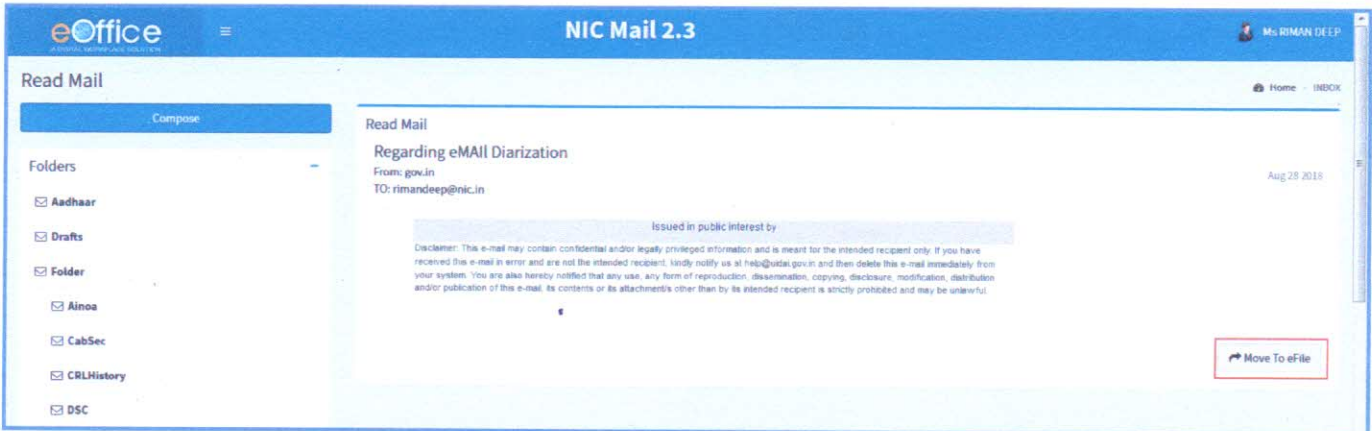 eOffice
A DIGITAL WORKPLACE SOLUTION
NIC Mail 2.3
Ms RIMAN DEEP
Read Mail
Home - INBOX
Compose
Folders
Aadhaar
Drafts
Folder
Ainoa
CabSec
CRLHistory
DSC
Read Mail
Regarding eMAIl Diarization
From: gov.in
TO: rimandeep@nic.in
Aug 28 2018
Issued in public interest by
Disclaimer: This e-mail may contain confidential and/or legally privileged information and is meant for the intended recipient only. If you have
received this e-mail in error and are not the intended recipient, kindly notify us at help@uidai.gov.in and then delete this e-mail immediately from
your system. You are also hereby notified that any use, any form of reproduction, dissemination, copying, disclosure, modification, distribution
and/or publication of this e-mail, its contents or its attachment/s other than by its intended recipient is strictly prohibited and may be unlawful.
Move To eFile